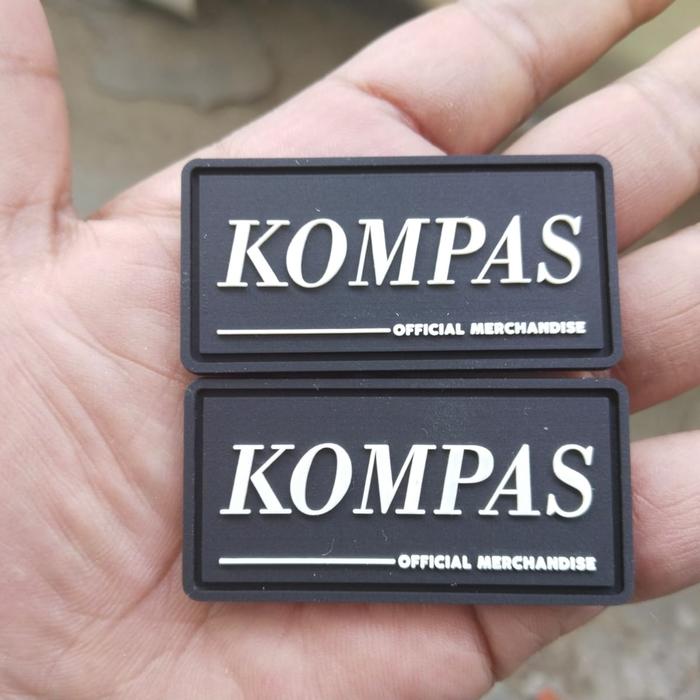 KOMPAS
OFFICIAL MERCHANDISE
KOMPAS
OFFICIAL MERCHANDISE